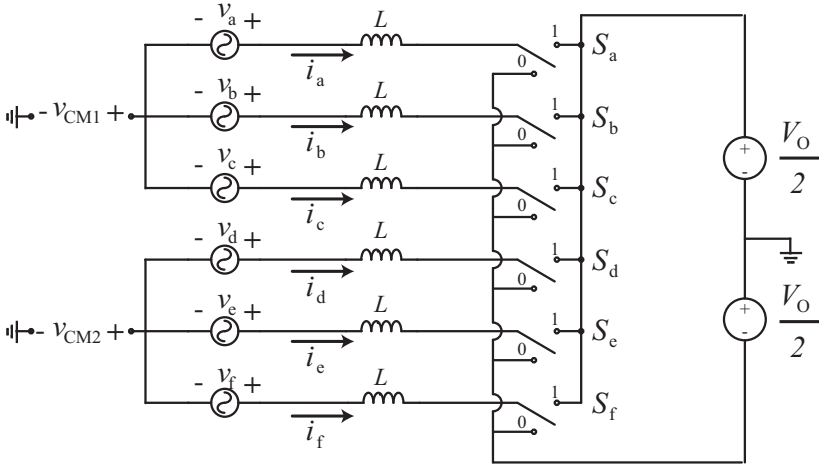 - v_a +
L
i_a
0
1
S_a
- v_CM1 +
v_b
- +
L
i_b
0
1
S_b
V_O
2
+
-
v_c
- +
L
i_c
0
1
S_c
v_d
- +
L
i_d
0
1
S_d
- v_CM2 +
v_e
- +
L
i_e
0
1
S_e
V_O
2
+
-
v_f
- +
L
i_f
0
1
S_f